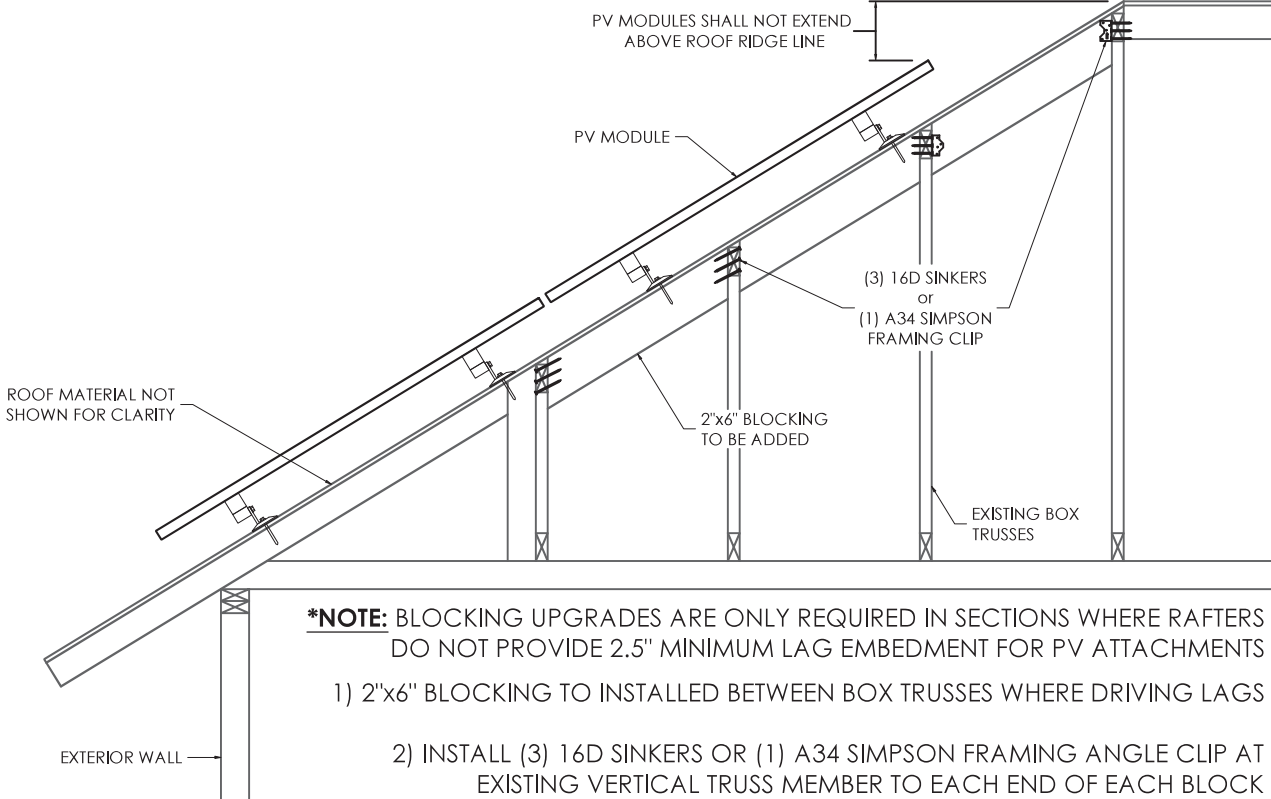 PV MODULES SHALL NOT EXTEND
ABOVE ROOF RIDGE LINE
PV MODULE
(3) 16D SINKERS
or
(1) A34 SIMPSON
FRAMING CLIP
ROOF MATERIAL NOT
SHOWN FOR CLARITY
2"x6" BLOCKING
TO BE ADDED
EXISTING BOX
TRUSSES
*NOTE: BLOCKING UPGRADES ARE ONLY REQUIRED IN SECTIONS WHERE RAFTERS
DO NOT PROVIDE 2.5" MINIMUM LAG EMBEDMENT FOR PV ATTACHMENTS
1) 2"x6" BLOCKING TO INSTALLED BETWEEN BOX TRUSSES WHERE DRIVING LAGS
EXTERIOR WALL
2) INSTALL (3) 16D SINKERS OR (1) A34 SIMPSON FRAMING ANGLE CLIP AT
EXISTING VERTICAL TRUSS MEMBER TO EACH END OF EACH BLOCK